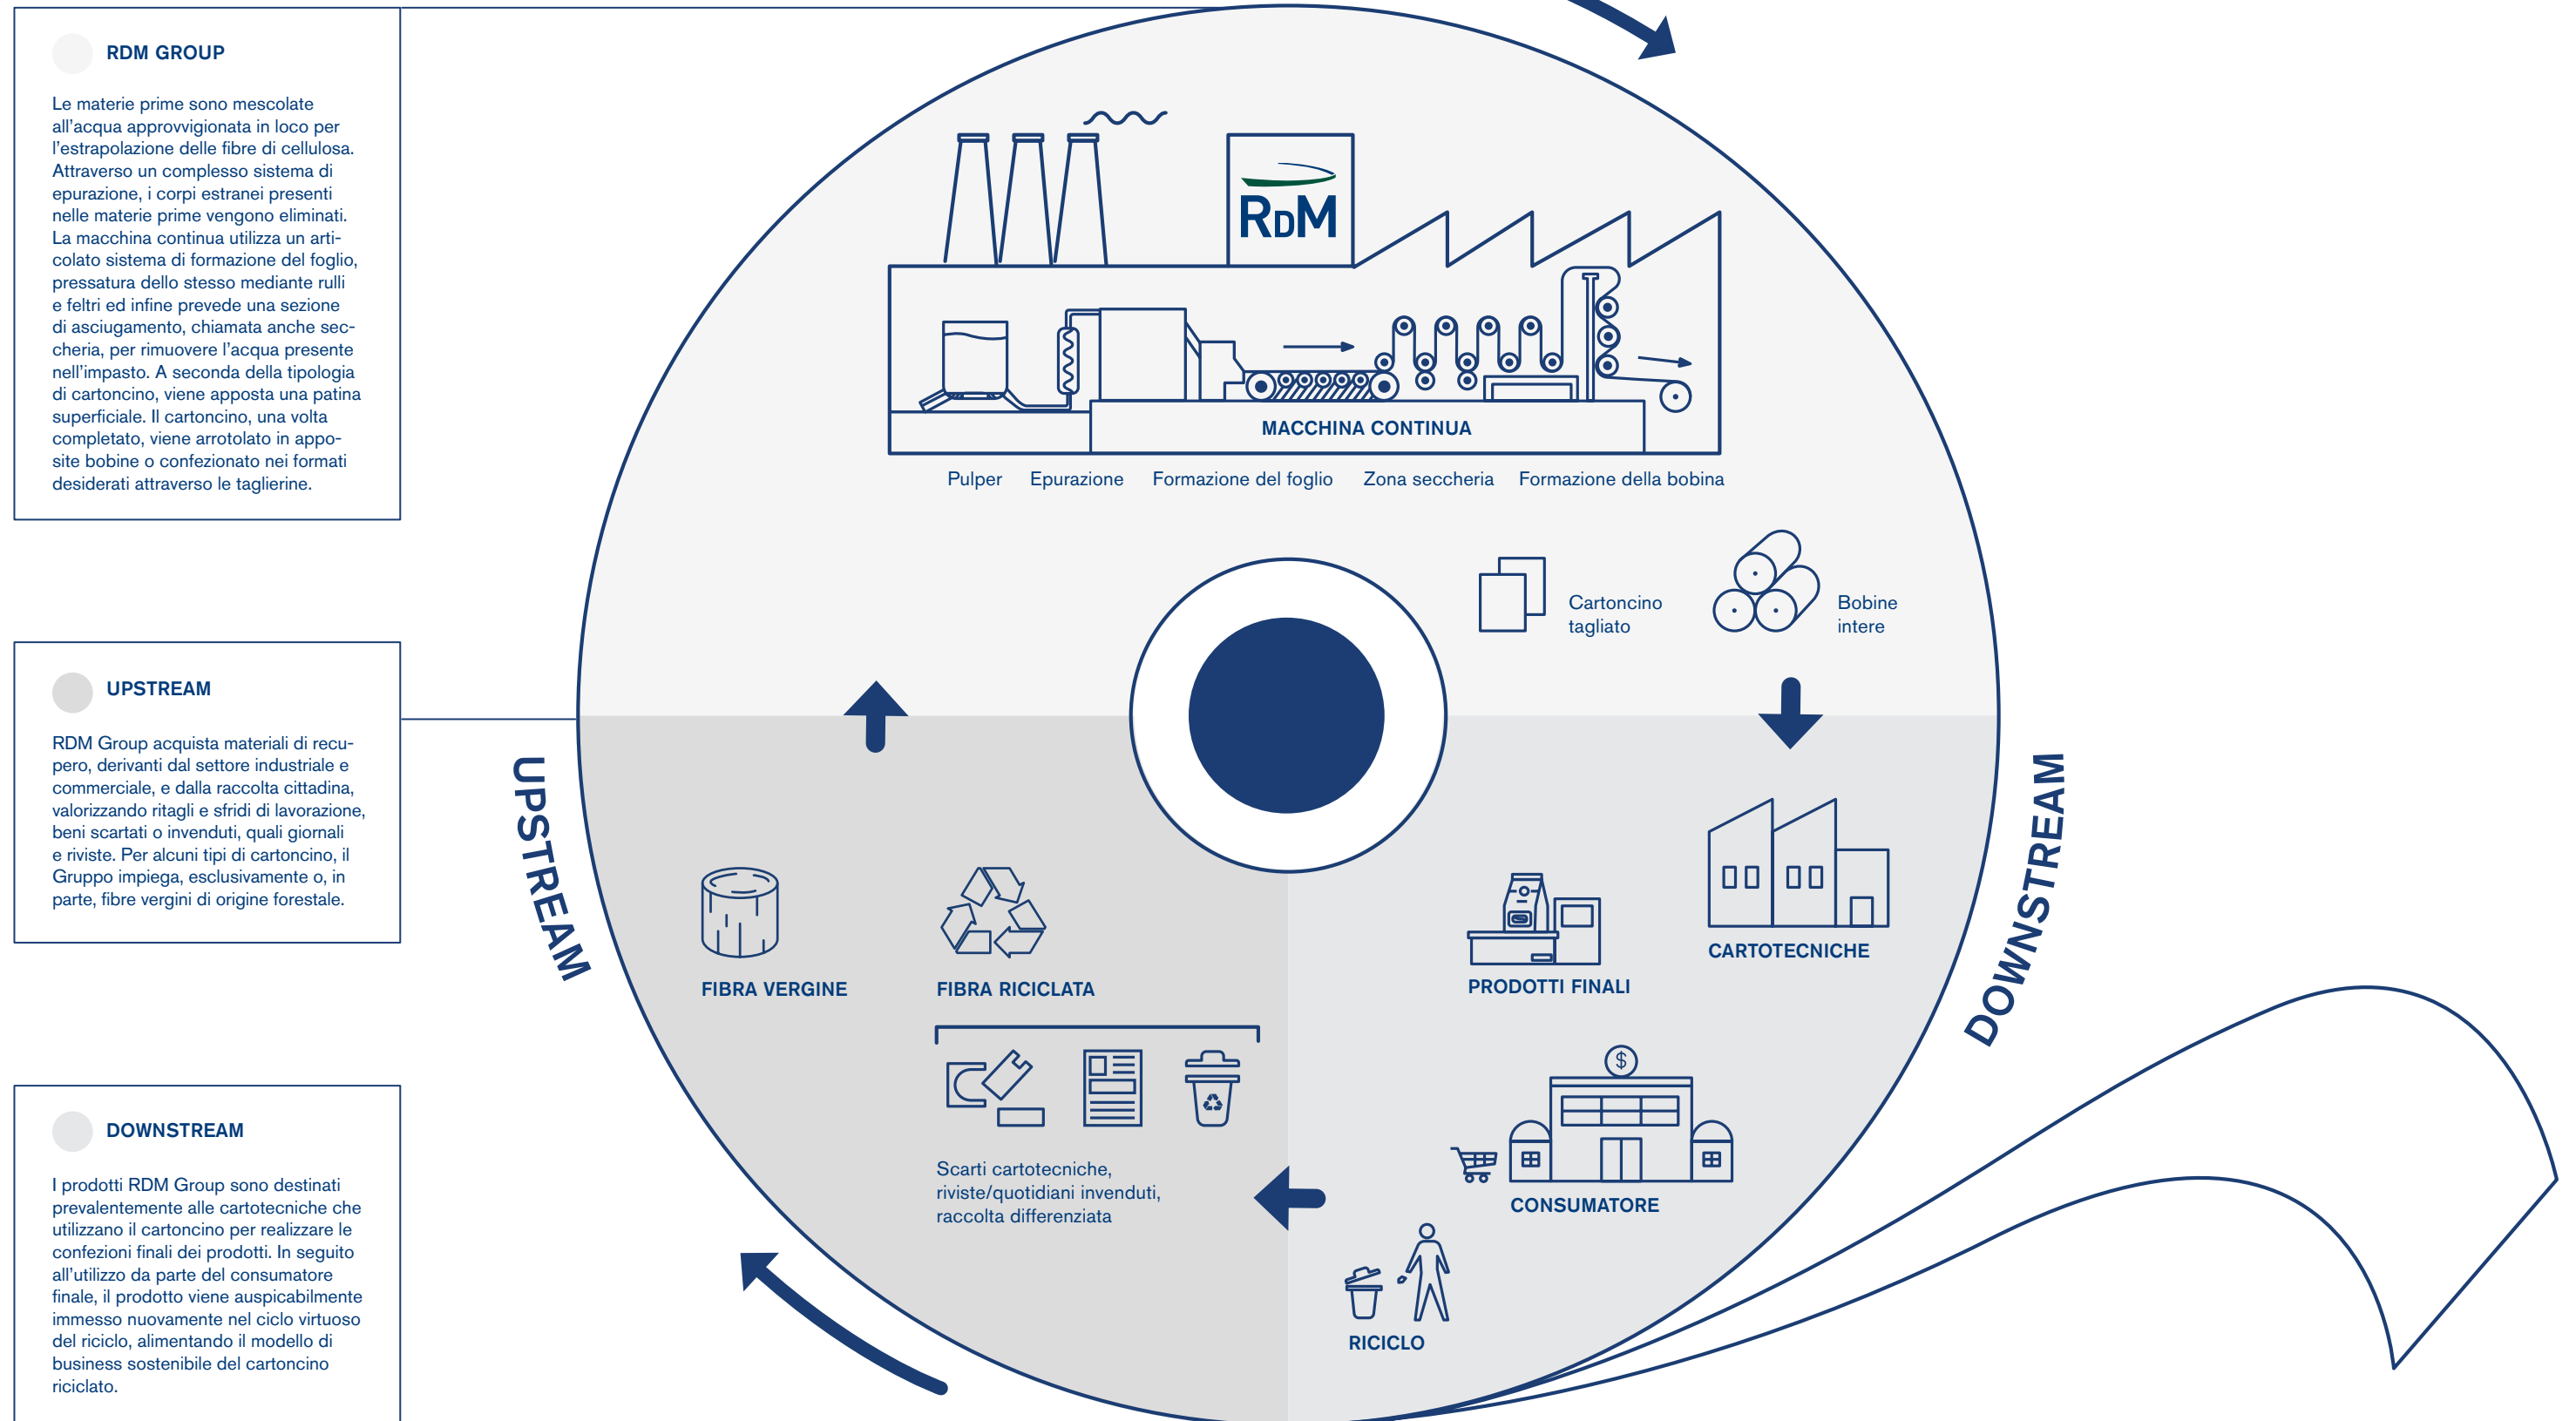 RDM GROUP
Le materie prime sono mescolate
all’acqua approvvigionata in loco per
l’estrapolazione delle fibre di cellulosa.
Attraverso un complesso sistema di
epurazione, i corpi estranei presenti
nelle materie prime vengono eliminati.
La macchina continua utilizza un arti-
colato sistema di formazione del foglio,
pressatura dello stesso mediante rulli
e feltri ed infine prevede una sezione
di asciugamento, chiamata anche sec-
cheria, per rimuovere l’acqua presente
nell’impasto. A seconda della tipologia
di cartoncino, viene apposta una patina
superficiale. Il cartoncino, una volta
completato, viene arrotolato in appo-
site bobine o confezionato nei formati
desiderati attraverso le taglierine.
UPSTREAM
RDM Group acquista materiali di recu-
pero, derivanti dal settore industriale e
commerciale, e dalla raccolta cittadina,
valorizzando ritagli e sfridi di lavorazione,
beni scartati o invenduti, quali giornali
e riviste. Per alcuni tipi di cartoncino, il
Gruppo impiega, esclusivamente o, in
parte, fibre vergini di origine forestale.
DOWNSTREAM
I prodotti RDM Group sono destinati
prevalentemente alle cartotecniche che
utilizzano il cartoncino per realizzare le
confezioni finali dei prodotti. In seguito
all’utilizzo da parte del consumatore
finale, il prodotto viene auspicabilmente
immesso nuovamente nel ciclo virtuoso
del riciclo, alimentando il modello di
business sostenibile del cartoncino
riciclato.
RDM
MACCHINA CONTINUA
Pulper Epurazione Formazione del foglio Zona seccheria Formazione della bobina
Cartoncino
tagliato
Bobine
intere
UPSTREAM
DOWNSTREAM
FIBRA VERGINE
FIBRA RICICLATA
Scarti cartotecniche,
riviste/quotidiani invenduti,
raccolta differenziata
PRODOTTI FINALI
CARTOTECNICHE
$
CONSUMATORE
RICICLO